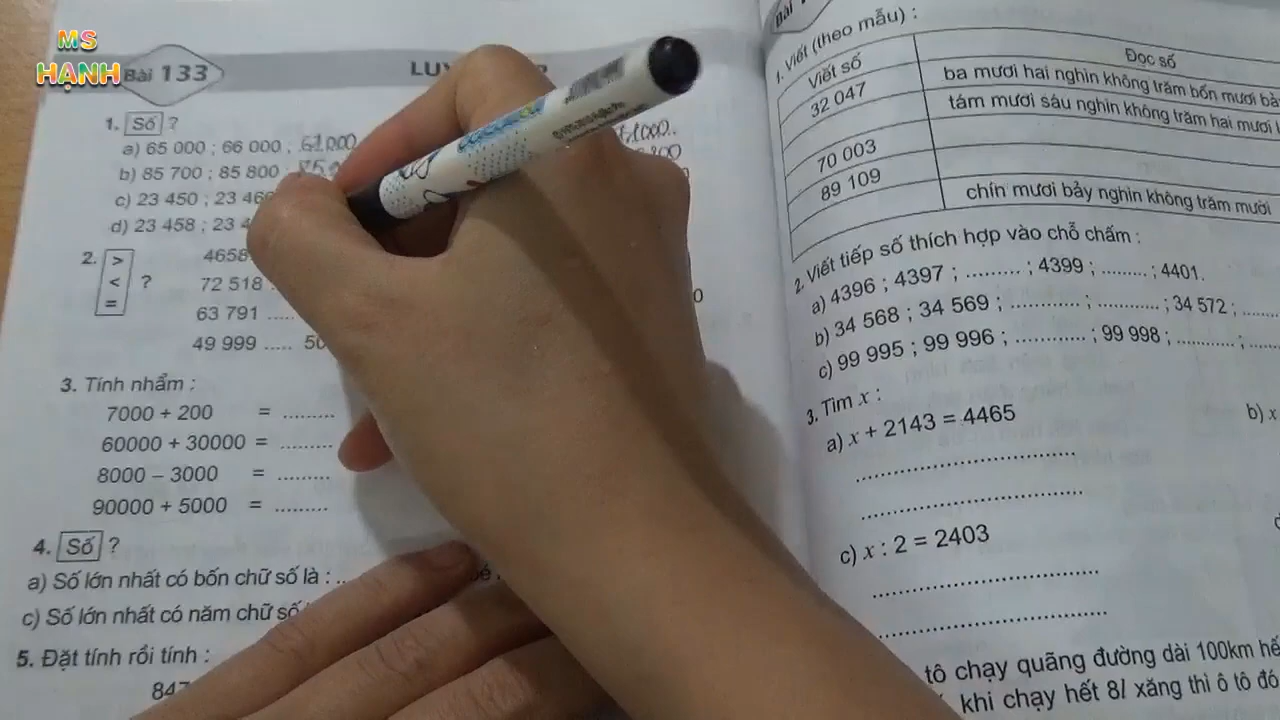 MS
HẠNH
Bài 133
1. Số ?
a) 65 000 ; 66 000 ;
b) 85 700 ; 85 800
c) 23 450 ; 23 460
d) 23 458 ; 23 4
2. > < = ?
4658
72 518
63 791 .....
49 999 ..... 50
3. Tính nhẩm :
7000 + 200 = ........
60000 + 30000 = ........
8000 – 3000 = ........
90000 + 5000 = ........
4. Số ?
a) Số lớn nhất có bốn chữ số là : ..
c) Số lớn nhất có năm chữ số
5. Đặt tính rồi tính :
847
Bài
1. Viết (theo mẫu) :
Viết số Đọc số
32 047 ba mươi hai nghìn không trăm bốn mươi bả
tám mươi sáu nghìn không trăm hai mươi
70 003
89 109
chín mươi bảy nghìn không trăm mười
2. Viết tiếp số thích hợp vào chỗ chấm :
a) 4396 ; 4397 ; ......... ; 4399 ; ......... ; 4401.
b) 34 568 ; 34 569 ; ............ ; ............ ; 34 572 ; ......
c) 99 995 ; 99 996 ; ............ ; 99 998 ; ........... ; ......
3. Tìm x :
a) x + 2143 = 4465
b) x
c) x : 2 = 2403
tô chạy quãng đường dài 100km hế
khi chạy hết 8l xăng thì ô tô đó